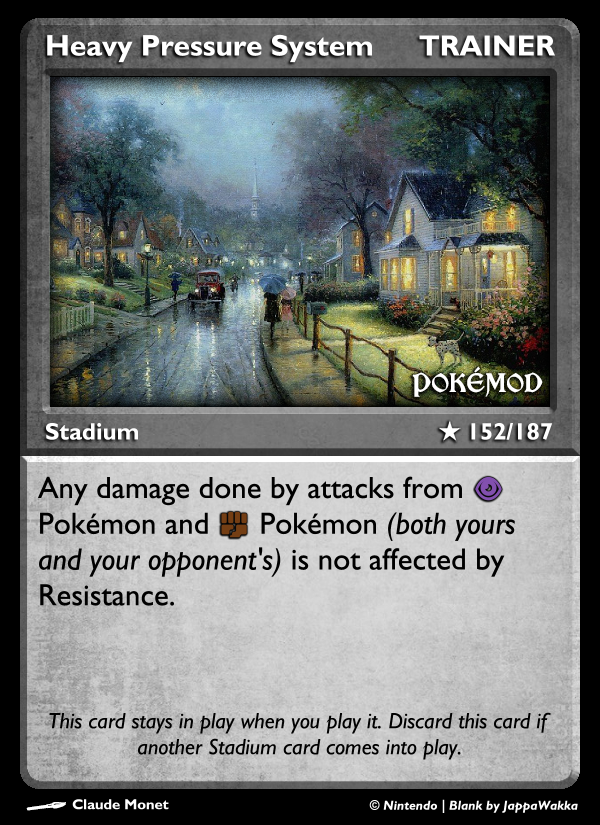 Heavy Pressure System TRAINER
POKÉMOD
Stadium ★ 152/187
Any damage done by attacks from
Pokémon and Pokémon (both yours
and your opponent's) is not affected by
Resistance.
This card stays in play when you play it. Discard this card if
another Stadium card comes into play.
Claude Monet © Nintendo | Blank by JappaWakka